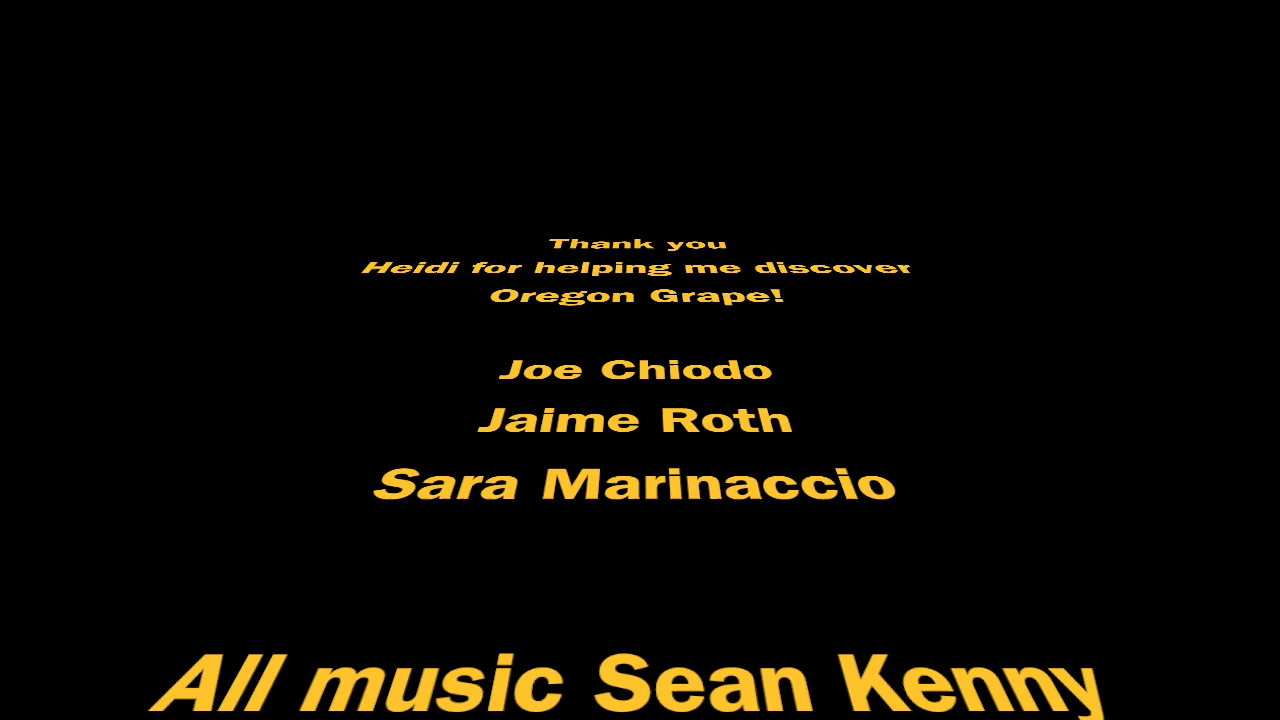 Thank you
Heidi for helping me discover
Oregon Grape!
Joe Chiodo
Jaime Roth
Sara Marinaccio
All music Sean Kenny